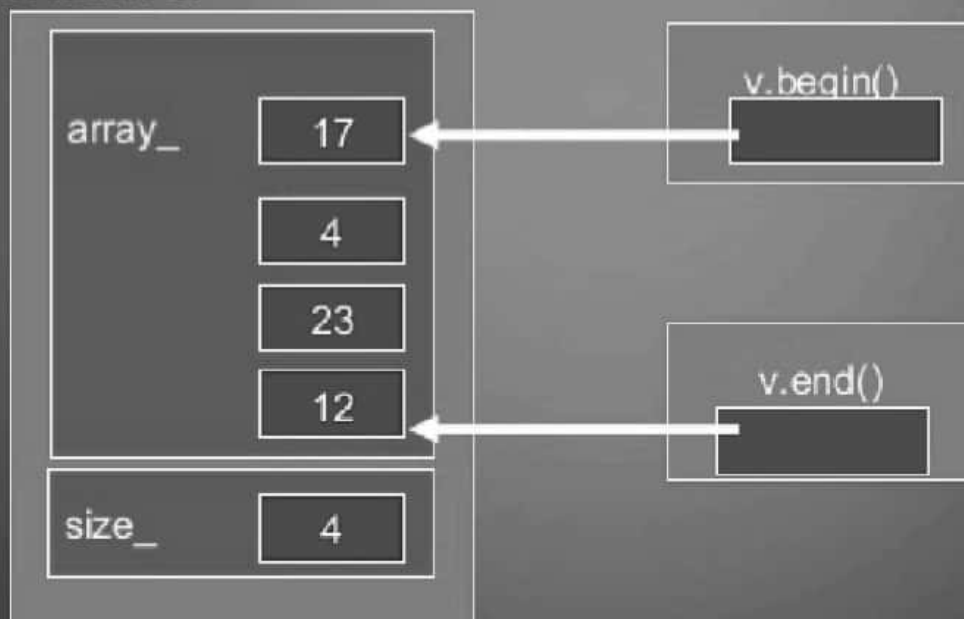 array_
17
4
23
12
size_
4
v.begin()
v.end()